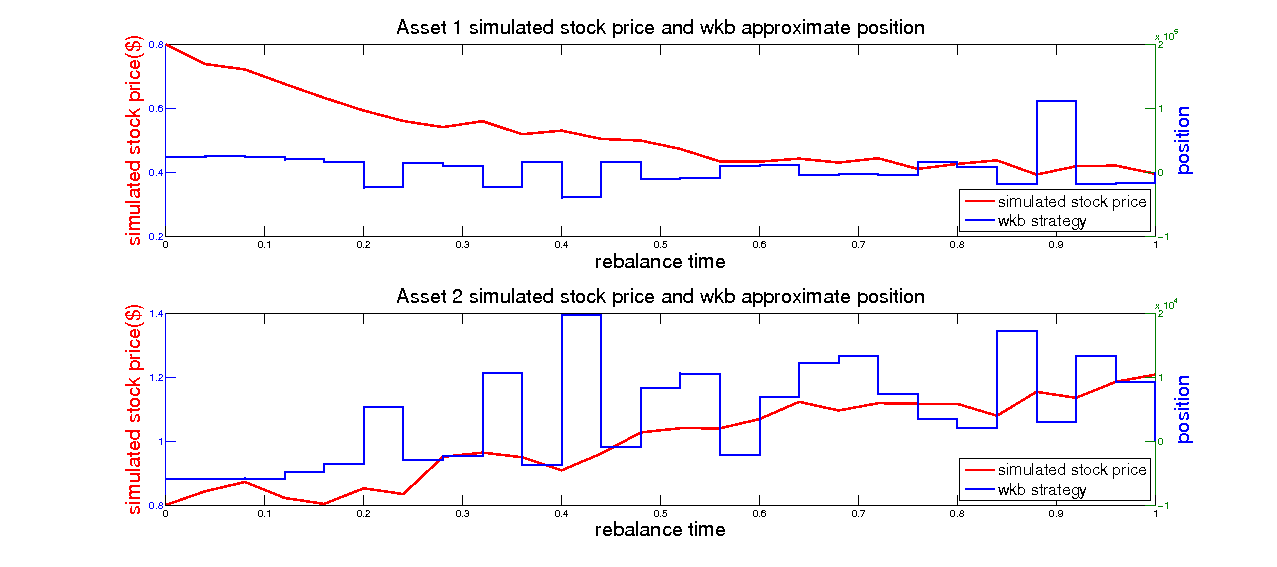 Asset 1 simulated stock price and wkb approximate position
simulated stock price($)
0.8
0.6
0.4
0.2
x 10⁵
2
1
0
-1
position
simulated stock price
wkb strategy
0 0.1 0.2 0.3 0.4 0.5 0.6 0.7 0.8 0.9 1
rebalance time
Asset 2 simulated stock price and wkb approximate position
simulated stock price($)
1.4
1.2
1
0.8
x 10⁴
2
1
0
-1
position
simulated stock price
wkb strategy
0 0.1 0.2 0.3 0.4 0.5 0.6 0.7 0.8 0.9 1
rebalance time